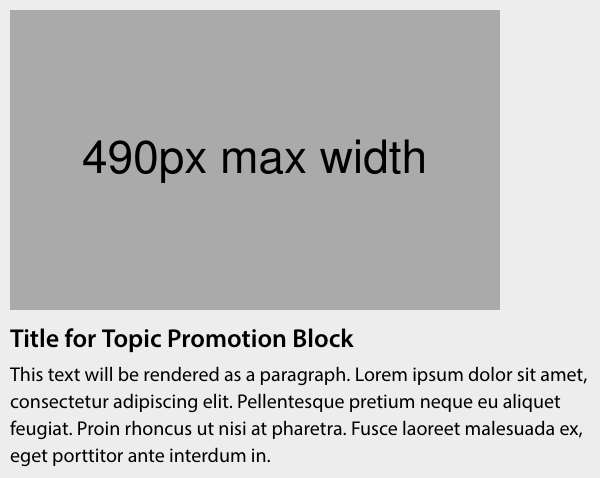 490px max width
Title for Topic Promotion Block
This text will be rendered as a paragraph. Lorem ipsum dolor sit amet,
consectetur adipiscing elit. Pellentesque pretium neque eu aliquet
feugiat. Proin rhoncus ut nisi at pharetra. Fusce laoreet malesuada ex,
eget porttitor ante interdum in.